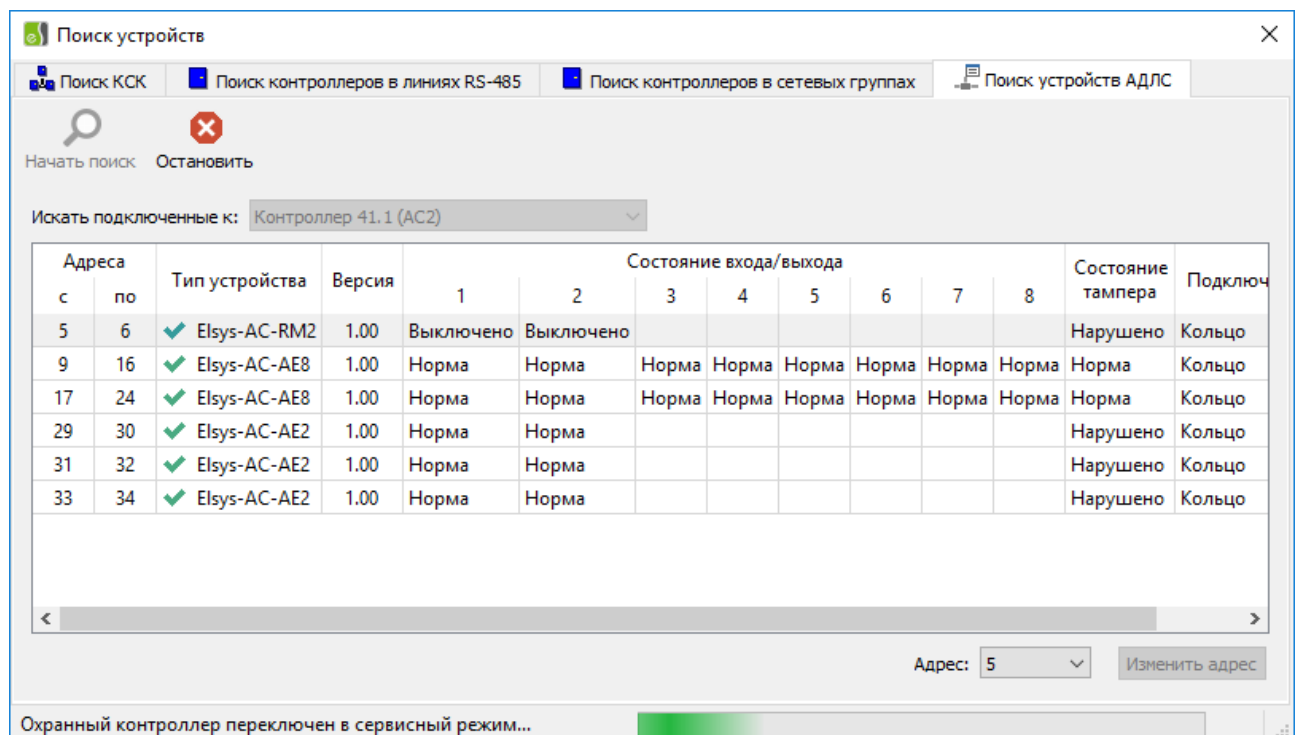 Поиск устройств
Поиск КСК Поиск контроллеров в линиях RS-485 Поиск контроллеров в сетевых группах Поиск устройств АДЛС
Начать поиск Остановить
Искать подключенные к: Контроллер 41.1 (AC2)
Адреса Тип устройства Версия Состояние входа/выхода Состояние тампера Подключ
с по 1 2 3 4 5 6 7 8
5 6 Elsys-AC-RM2 1.00 Выключено Выключено Нарушено Кольцо
9 16 Elsys-AC-AE8 1.00 Норма Норма Норма Норма Норма Норма Норма Норма Норма Кольцо
17 24 Elsys-AC-AE8 1.00 Норма Норма Норма Норма Норма Норма Норма Норма Норма Кольцо
29 30 Elsys-AC-AE2 1.00 Норма Норма Нарушено Кольцо
31 32 Elsys-AC-AE2 1.00 Норма Норма Нарушено Кольцо
33 34 Elsys-AC-AE2 1.00 Норма Норма Нарушено Кольцо
Адрес: 5 Изменить адрес
Охранный контроллер переключен в сервисный режим...